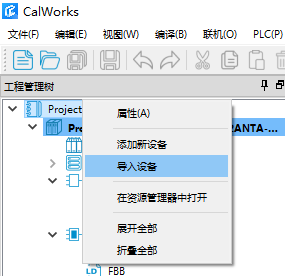 CalWorks
文件(F) 编辑(E) 视图(W) 编译(B) 联机(O) PLC(P)
工程管理树
Project
Pro
RANTA-...
属性(A)
添加新设备
导入设备
在资源管理器中打开
展开全部
折叠全部
LD FBB